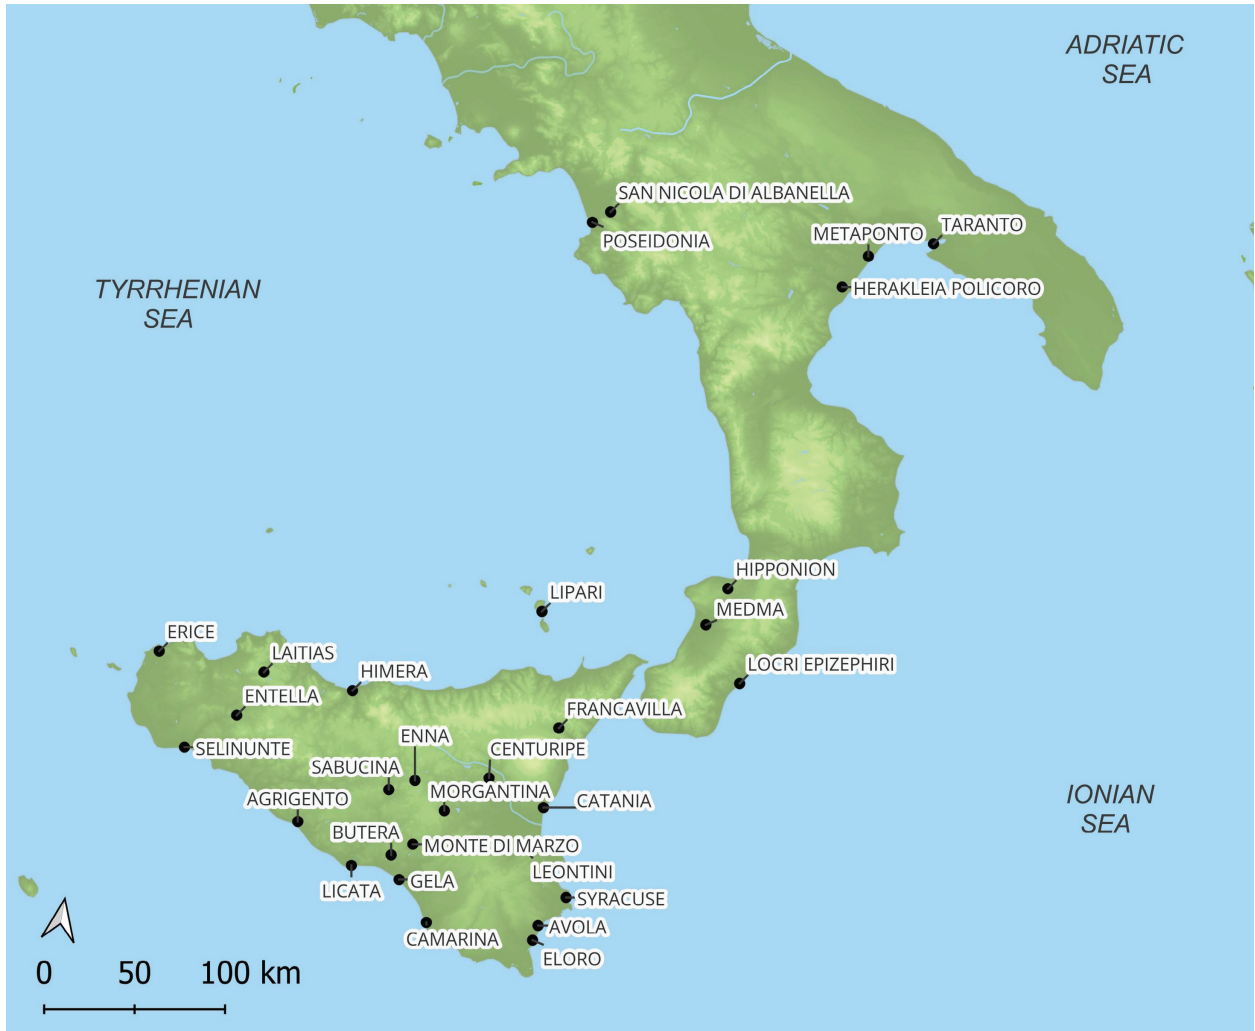 ADRIATIC
SEA
SAN NICOLA DI ALBANELLA
POSEIDONIA
METAPONTO
TARANTO
HERAKLEIA POLICORO
TYRRHENIAN
SEA
HIPPONION
LIPARI
MEDMA
ERICE
LAITIAS
HIMERA
LOCRI EPIZEPHIRI
ENTELLA
FRANCAVILLA
ENNA
SELINUNTE
CENTURIPE
SABUCINA
MORGANTINA
AGRIGENTO
CATANIA
IONIAN
SEA
BUTERA
MONTE DI MARZO
LEONTINI
LICATA
GELA
SYRACUSE
AVOLA
CAMARINA
ELORO
0 50 100 km